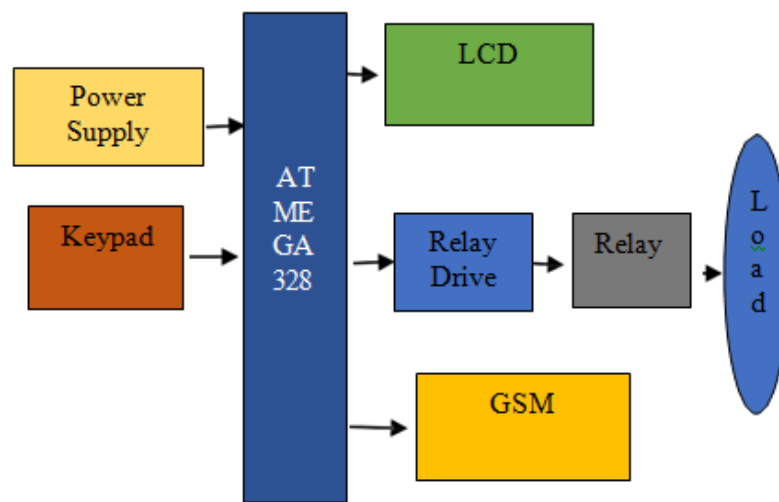 Power
Supply
Keypad
AT
ME
GA
328
LCD
Relay
Drive
Relay
GSM
L
o
a
d